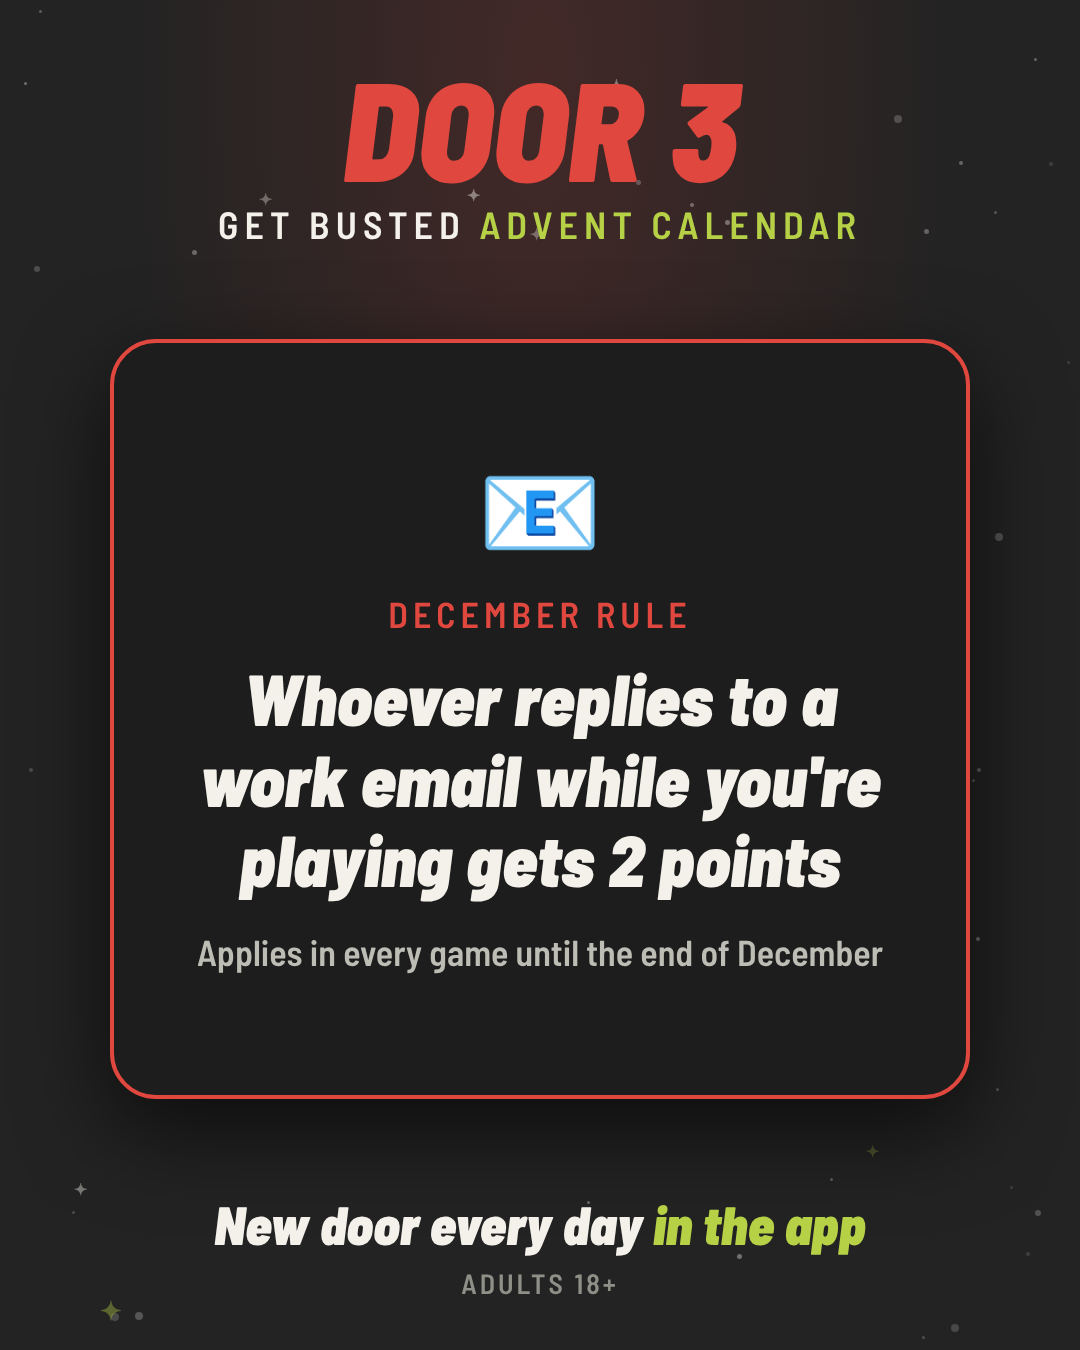 DOOR 3
GET BUSTED ADVENT CALENDAR
E
DECEMBER RULE
Whoever replies to a
work email while you're
playing gets 2 points
Applies in every game until the end of December
New door every day in the app
ADULTS 18+